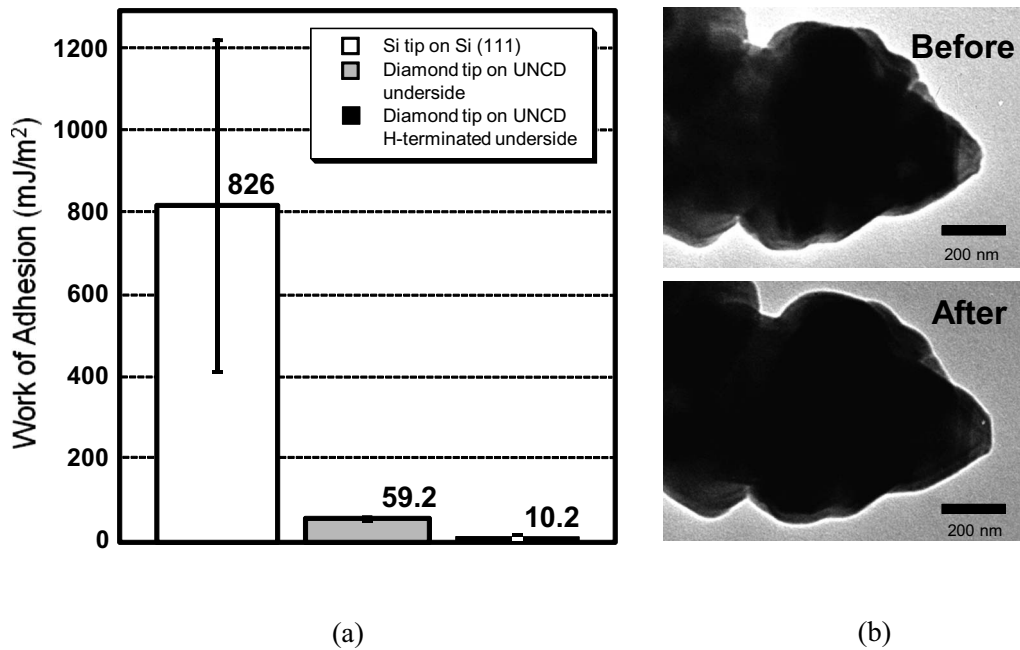 1200
1000
800
600
400
200
0
Work of Adhesion (mJ/m²)
Si tip on Si (111)
Diamond tip on UNCD
underside
Diamond tip on UNCD
H-terminated underside
826
59.2
10.2
(a)
Before
200 nm
After
200 nm
(b)